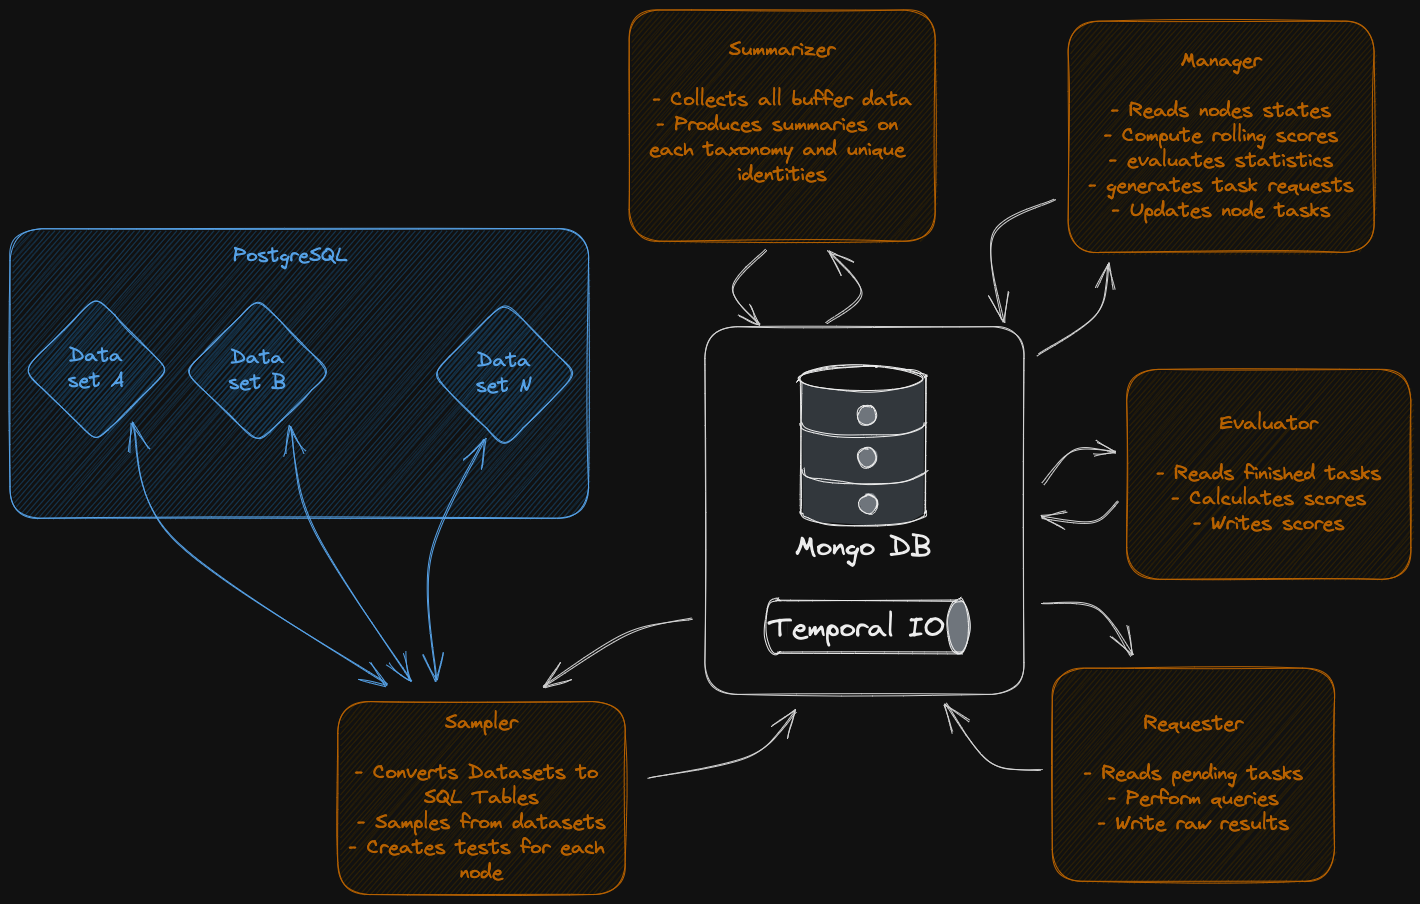 Summarizer
- Collects all buffer data
- Produces summaries on
each taxonomy and unique
identities
Manager
- Reads nodes states
- Compute rolling scores
- evaluates statistics
- generates task requests
- Updates node tasks
PostgreSQL
Data
set A
Data
set B
Data
set N
Mongo DB
Temporal IO
Evaluator
- Reads finished tasks
- Calculates scores
- Writes scores
Sampler
- Converts Datasets to
SQL Tables
- Samples from datasets
- Creates tests for each
node
Requester
- Reads pending tasks
- Perform queries
- Write raw results